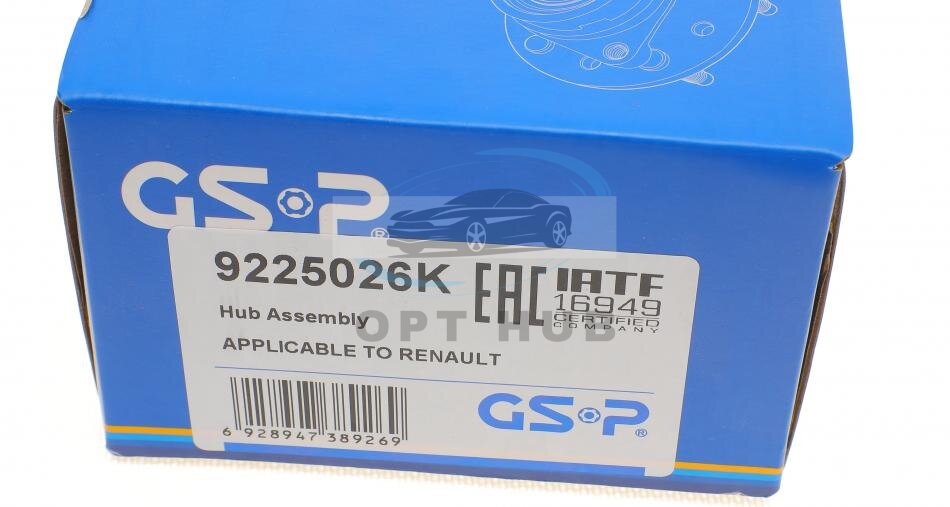 GSP®
9225026K
EAC
IATF
16949
CERTIFIED
COMPANY
Hub Assembly
OPT HUB
APPLICABLE TO RENAULT
6 928947 389269
GSP®